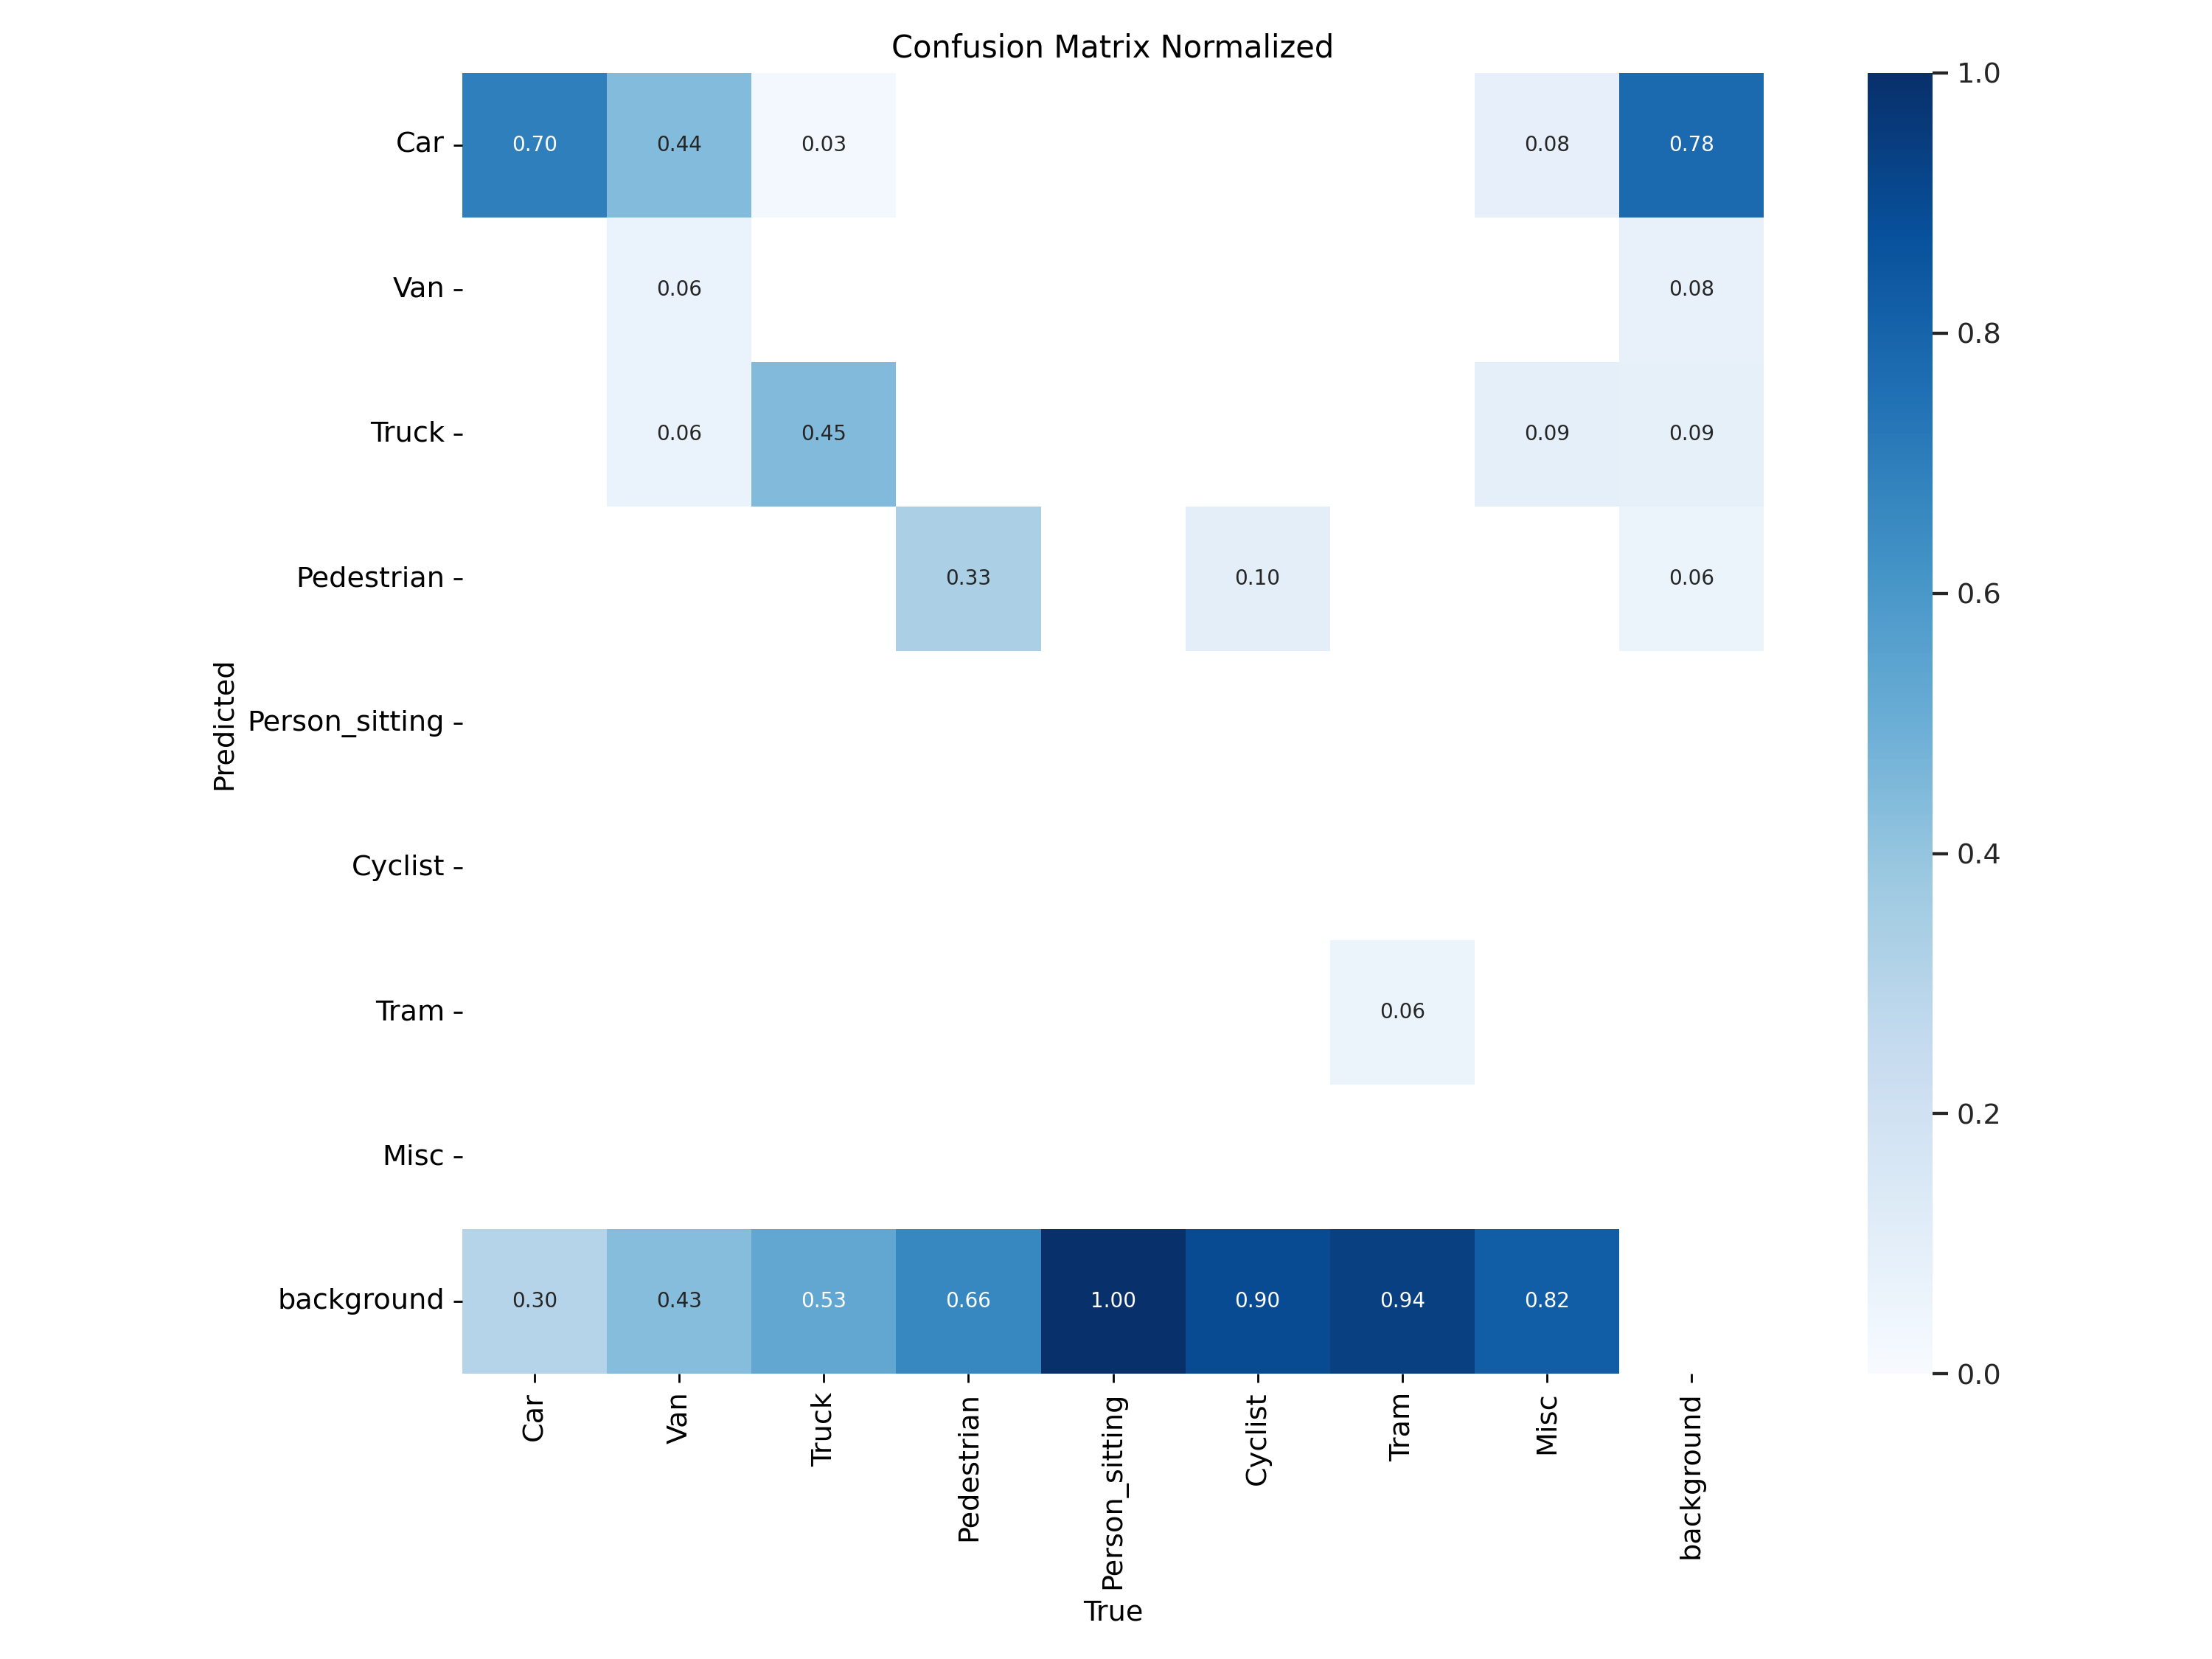 Confusion Matrix Normalized
Car
0.70 0.44 0.03 0.08 0.78
Van
0.06 0.08
Truck
0.06 0.45 0.09 0.09
Pedestrian
0.33 0.10 0.06
Person_sitting
Cyclist
Tram
0.06
Misc
background
0.30 0.43 0.53 0.66 1.00 0.90 0.94 0.82
Predicted
Car
Van
Truck
Pedestrian
Person_sitting
Cyclist
Tram
Misc
background
True
1.0
0.8
0.6
0.4
0.2
0.0